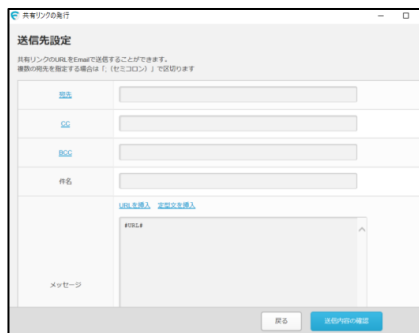 共有リンクの発行
送信先設定
共有リンクのURLをEmailで送信することができます。
複数の宛先を指定する場合は「;（セミコロン）」で区切ります
宛先
CC
BCC
件名
URLを挿入 定型文を挿入
#URL#
メッセージ
戻る 送信内容の確認